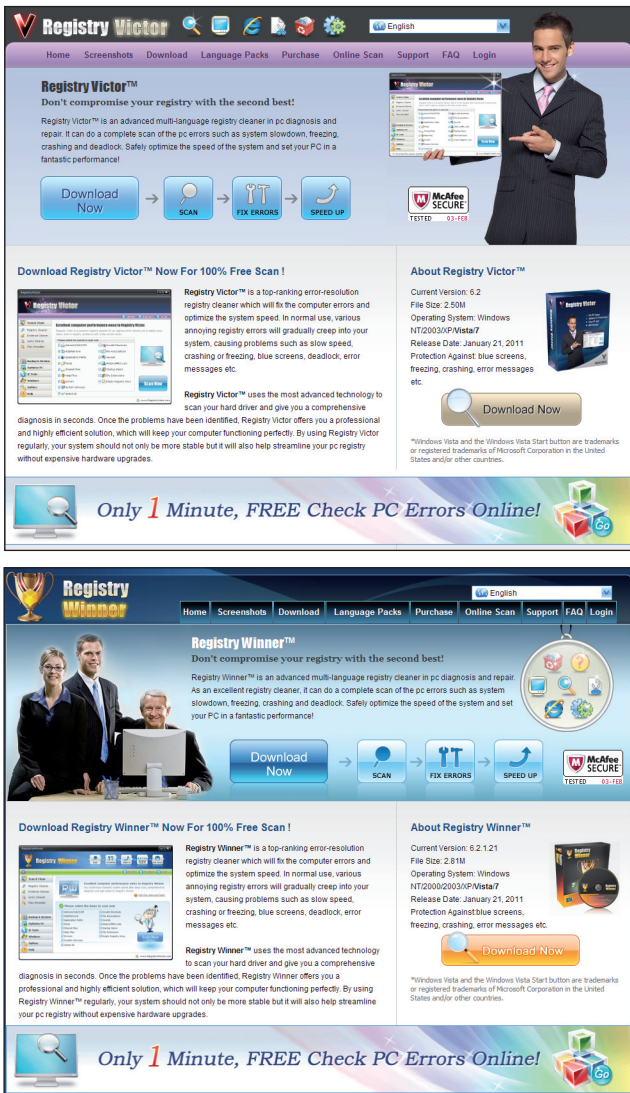 Registry Victor
English
Home Screenshots Download Language Packs Purchase Online Scan Support FAQ Login
Registry Victor™
Don't compromise your registry with the second best!
Registry Victor™ is an advanced multi-language registry cleaner in pc diagnosis and
repair. It can do a complete scan of the pc errors such as system slowdown, freezing,
crashing and deadlock. Safely optimize the speed of the system and set your PC in a
fantastic performance!
Download
Now
SCAN
FIX ERRORS
SPEED UP
McAfee
SECURE
TESTED 03-FEB
Download Registry Victor™ Now For 100% Free Scan !
Registry Victor™ is a top-ranking error-resolution
registry cleaner which will fix the computer errors and
optimize the system speed. In normal use, various
annoying registry errors will gradually creep into your
system, causing problems such as slow speed,
crashing or freezing, blue screens, deadlock, error
messages etc.
Registry Victor™ uses the most advanced technology to
scan your hard driver and give you a comprehensive
diagnosis in seconds. Once the problems have been identified, Registry Victor offers you a professional
and highly efficient solution, which will keep your computer functioning perfectly. By using Registry Victor
regularly, your system should not only be more stable but it will also help streamline your pc registry
without expensive hardware upgrades.
About Registry Victor™
Current Version: 6.2
File Size: 2.50M
Operating System: Windows
NT/2003/XP/Vista/7
Release Date: January 21, 2011
Protection Against: blue screens,
freezing, crashing, error messages
etc.
Download Now
*Windows Vista and the Windows Vista Start button are trademarks
or registered trademarks of Microsoft Corporation in the United
States and/or other countries.
Only 1 Minute, FREE Check PC Errors Online!
Go
Registry
Winner
English
Home Screenshots Download Language Packs Purchase Online Scan Support FAQ Login
Registry Winner™
Don't compromise your registry with the second best!
Registry Winner™ is an advanced multi-language registry cleaner in pc diagnosis and repair.
As an excellent registry cleaner, it can do a complete scan of the pc errors such as system
slowdown, freezing, crashing and deadlock. Safely optimize the speed of the system and set
your PC in a fantastic performance!
Download
Now
SCAN
FIX ERRORS
SPEED UP
McAfee
SECURE
TESTED 03-FEB
Download Registry Winner™ Now For 100% Free Scan !
Registry Winner™ is a top-ranking error-resolution
registry cleaner which will fix the computer errors and
optimize the system speed. In normal use, various
annoying registry errors will gradually creep into your
system, causing problems such as slow speed,
crashing or freezing, blue screens, deadlock, error
messages etc.
Registry Winner™ uses the most advanced technology
to scan your hard driver and give you a comprehensive
diagnosis in seconds. Once the problems have been identified, Registry Winner offers you a
professional and highly efficient solution, which will keep your computer functioning perfectly. By using
Registry Winner™ regularly, your system should not only be more stable but it will also help streamline
your pc registry without expensive hardware upgrades.
About Registry Winner™
Current Version: 6.2.1.21
File Size: 2.81M
Operating System: Windows
NT/2000/2003/XP/Vista/7
Release Date: January 21, 2011
Protection Against:blue screens,
freezing, crashing, error messages etc.
Download Now
*Windows Vista and the Windows Vista Start button are trademarks
or registered trademarks of Microsoft Corporation in the United
States and/or other countries.
Only 1 Minute, FREE Check PC Errors Online!
Go